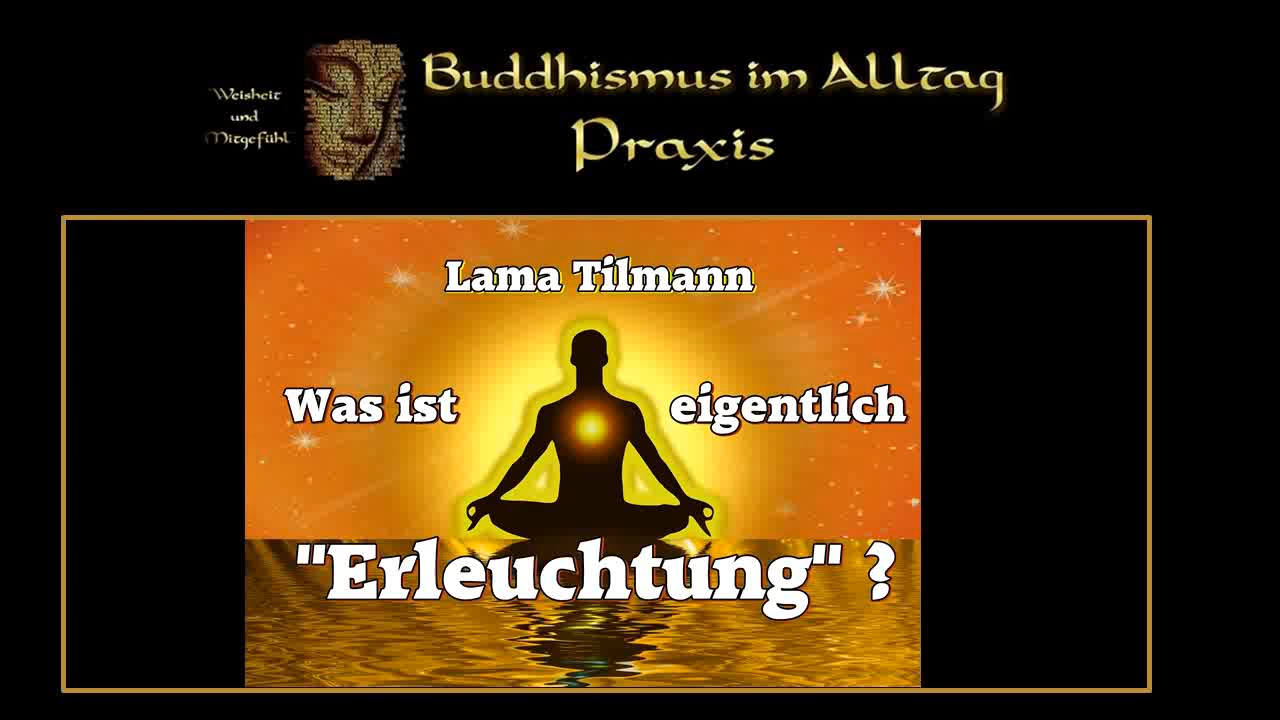 Weisheit
und
Mitgefühl
Buddhismus im Alltag
Praxis
Lama Tilmann
Was ist eigentlich
"Erleuchtung" ?